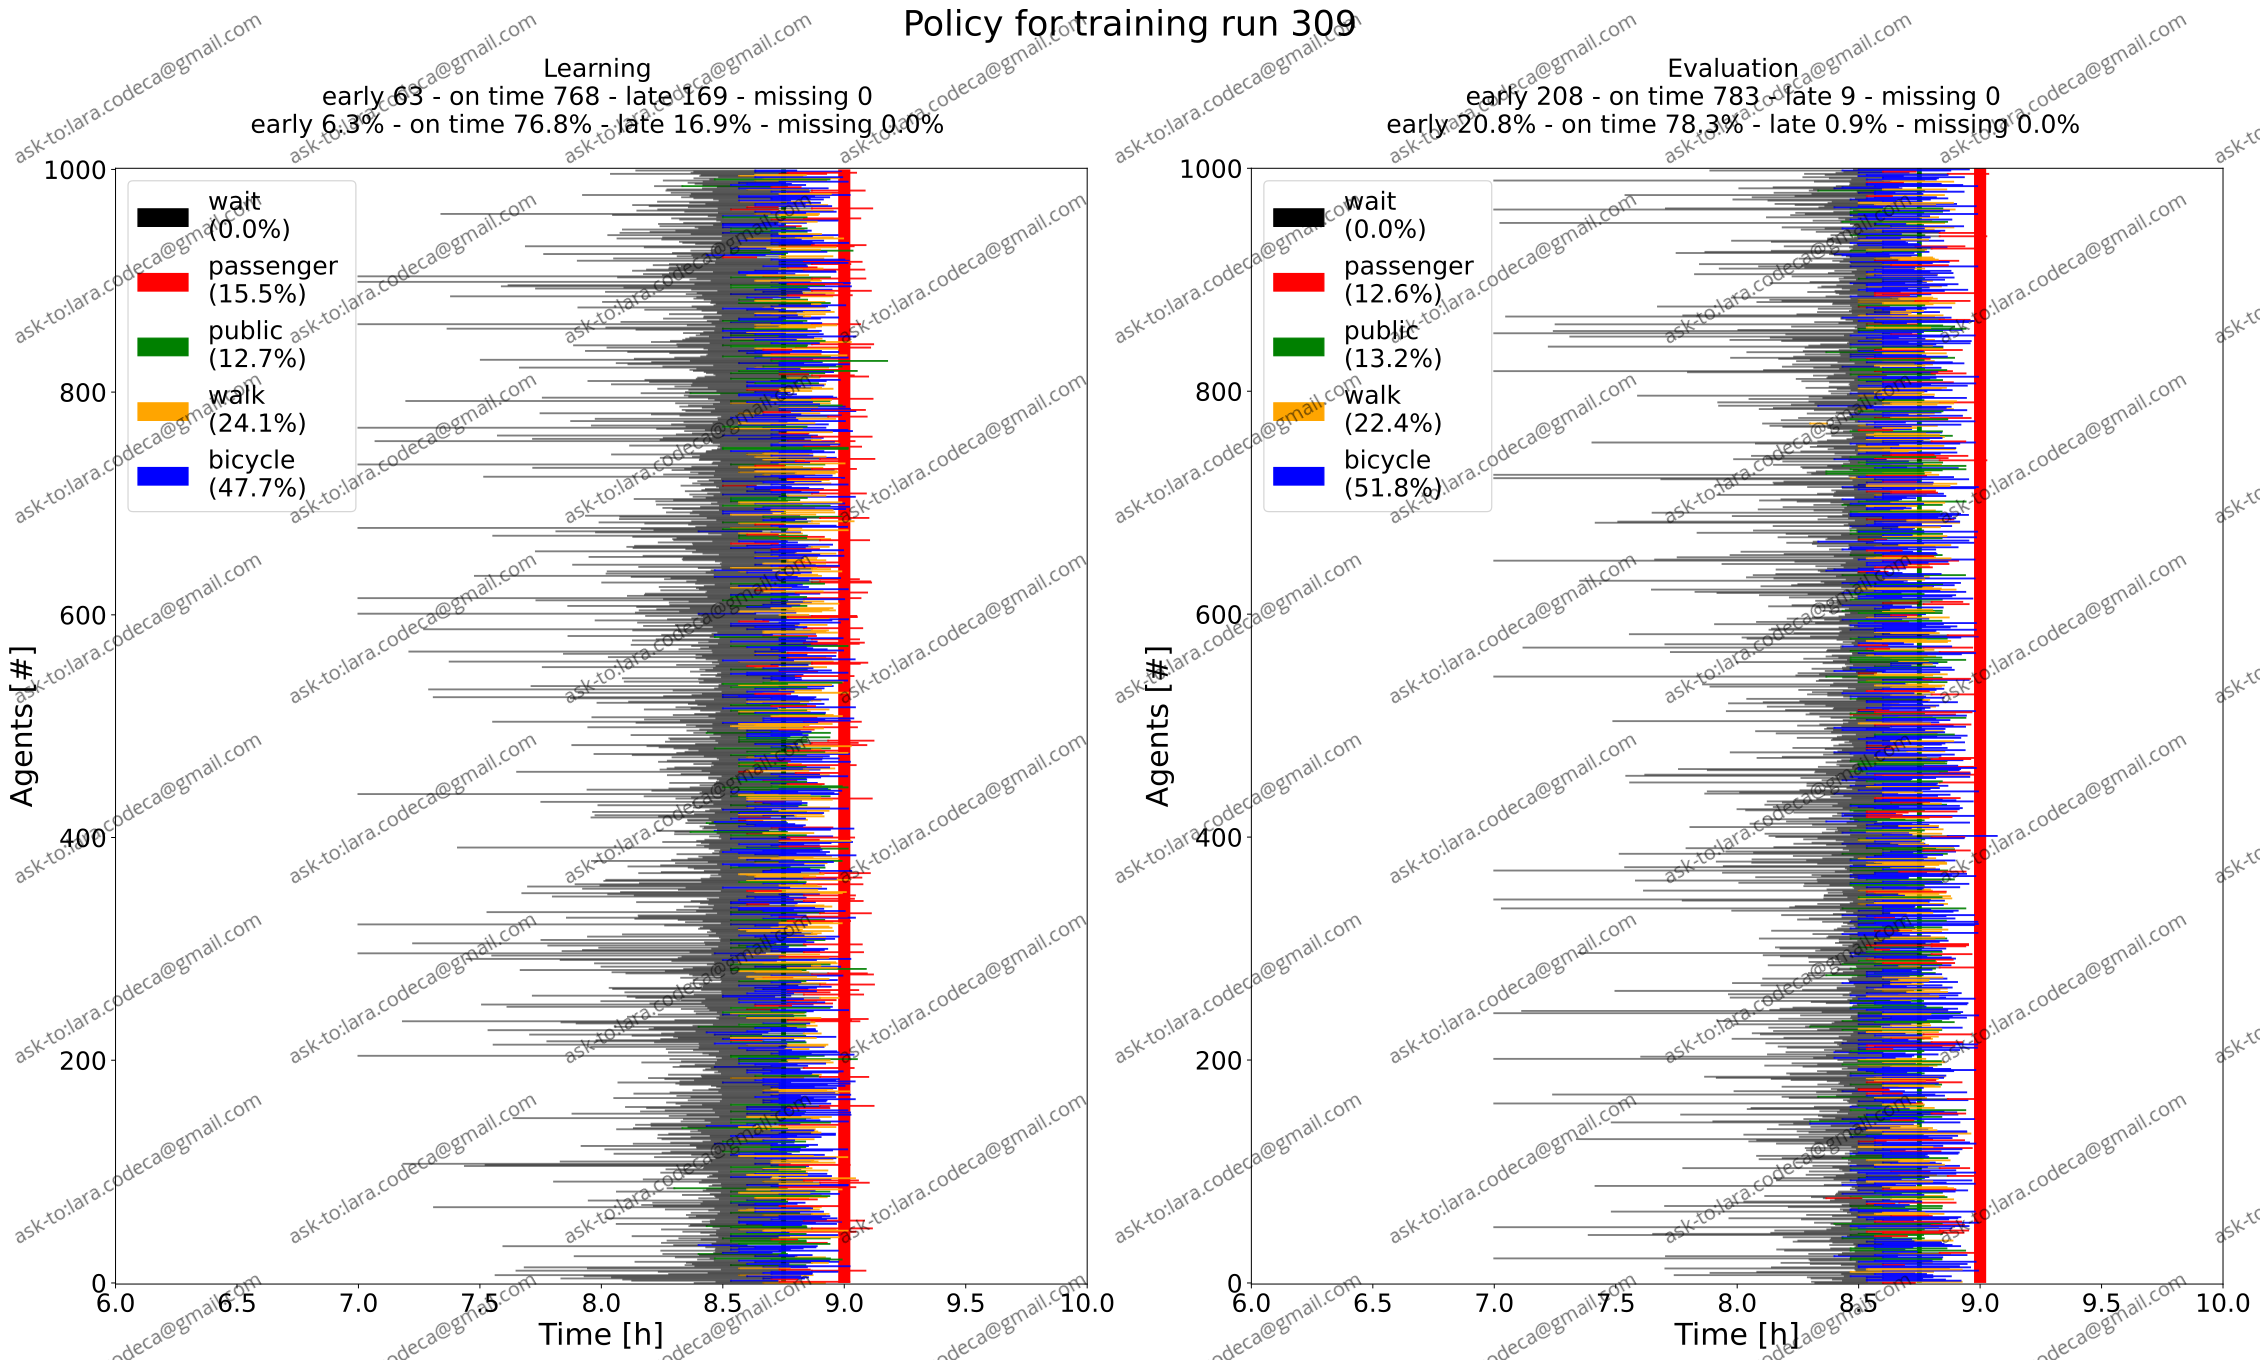 Policy for training run 309
Learning
early 63 - on time 768 - late 169 - missing 0
early 6.3% - on time 76.8% - late 16.9% - missing 0.0%
wait
(0.0%)
passenger
(15.5%)
public
(12.7%)
walk
(24.1%)
bicycle
(47.7%)
Agents [#]
1000
800
600
400
200
0
6.0 6.5 7.0 7.5 8.0 8.5 9.0 9.5 10.0
Time [h]
Evaluation
early 208 - on time 783 - late 9 - missing 0
early 20.8% - on time 78.3% - late 0.9% - missing 0.0%
wait
(0.0%)
passenger
(12.6%)
public
(13.2%)
walk
(22.4%)
bicycle
(51.8%)
Agents [#]
1000
800
600
400
200
0
6.0 6.5 7.0 7.5 8.0 8.5 9.0 9.5 10.0
Time [h]
ask-to:lara.codeca@gmail.com